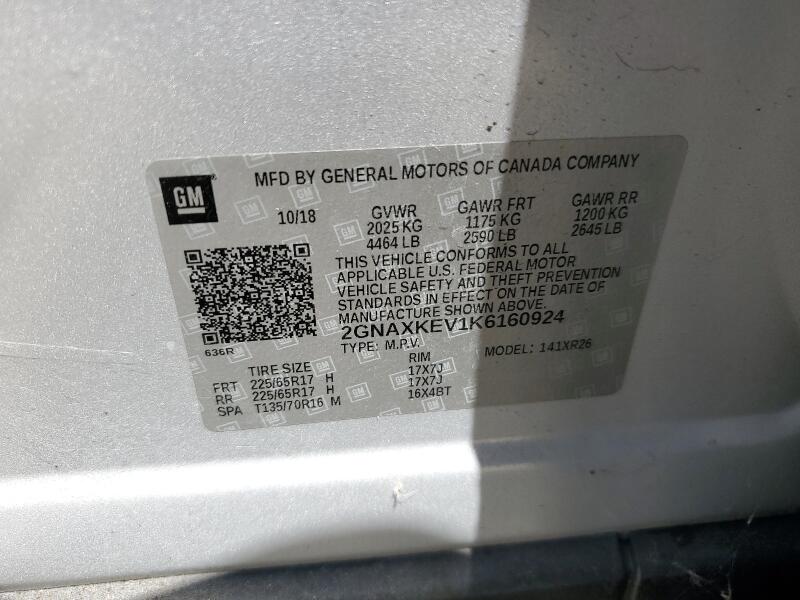 MFD BY GENERAL MOTORS OF CANADA COMPANY
GM
10/18 GVWR GAWR FRT GAWR RR
2025 KG 1175 KG 1200 KG
4464 LB 2590 LB 2645 LB
THIS VEHICLE CONFORMS TO ALL
APPLICABLE U.S. FEDERAL MOTOR
VEHICLE SAFETY AND THEFT PREVENTION
STANDARDS IN EFFECT ON THE DATE OF
MANUFACTURE SHOWN ABOVE.
2GNAXKEV1K6160924
636R
TYPE: M.P.V. MODEL: 141XR26
TIRE SIZE RIM
FRT 225/65R17 H 17X7J
RR 225/65R17 H 17X7J
SPA T135/70R16 M 16X4BT